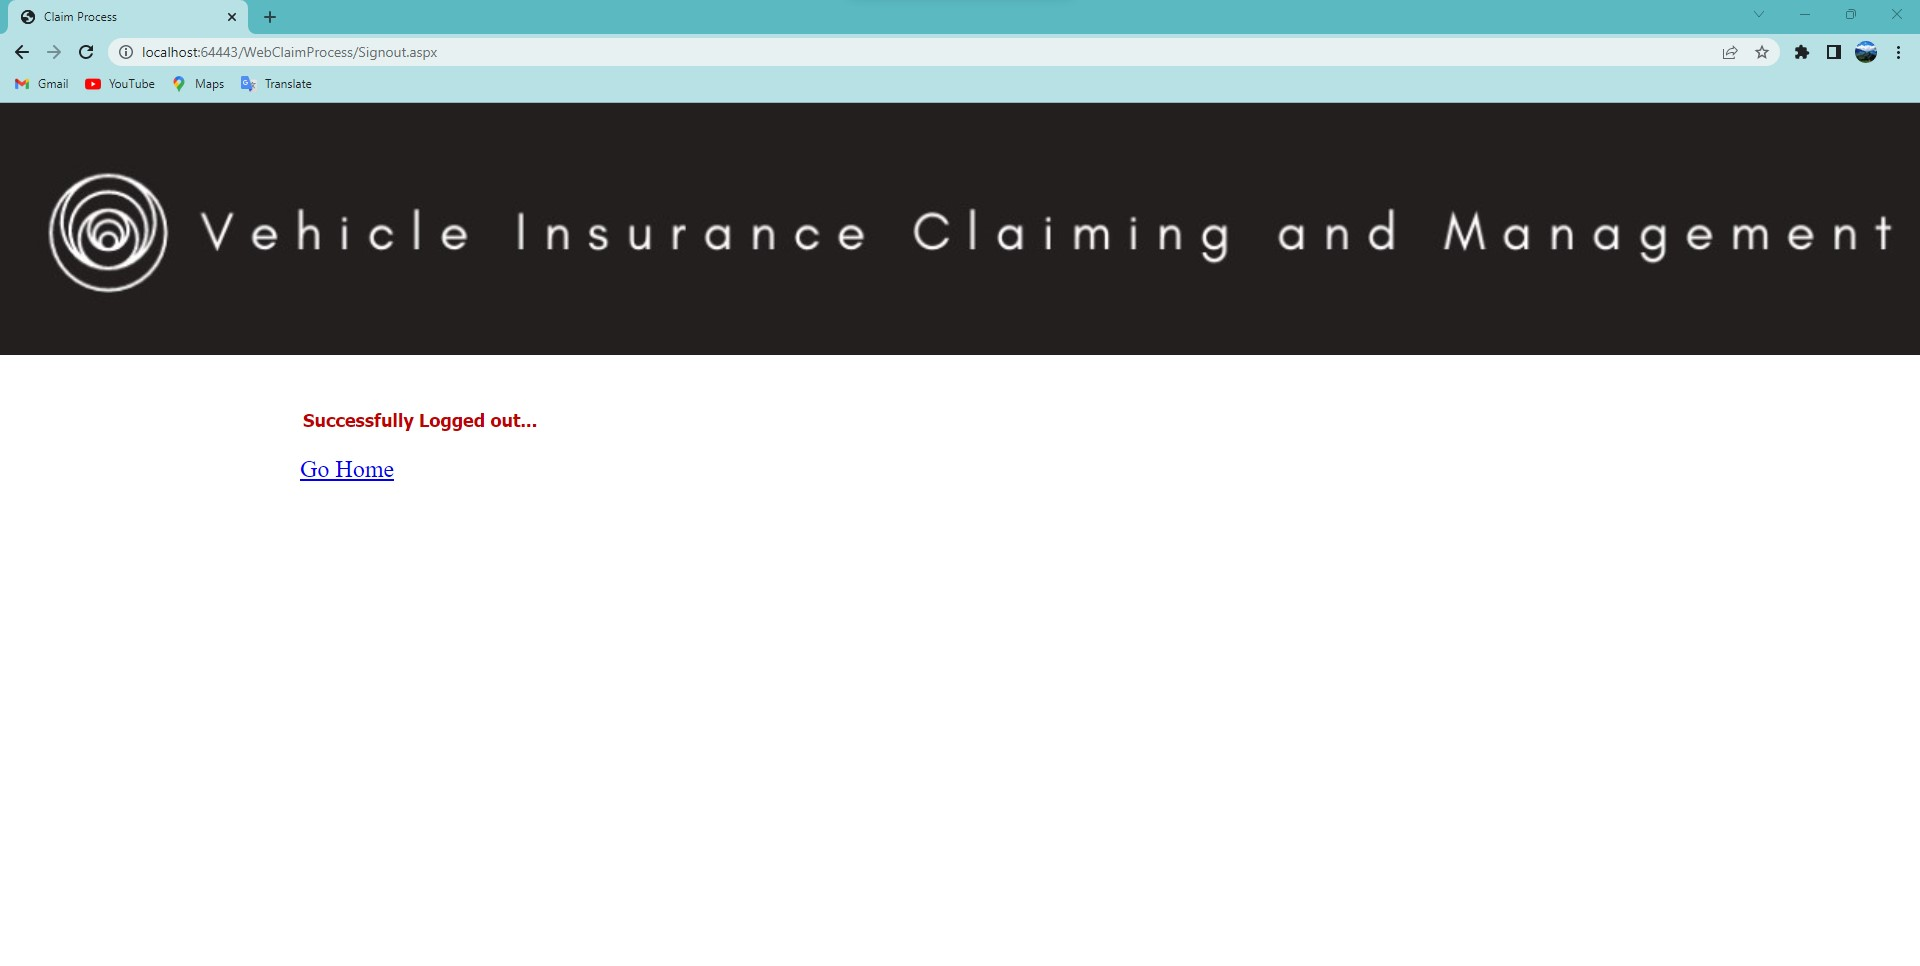 Claim Process
localhost:64443/WebClaimProcess/Signout.aspx
Gmail YouTube Maps Translate
Vehicle Insurance Claiming and Management
Successfully Logged out...
Go Home